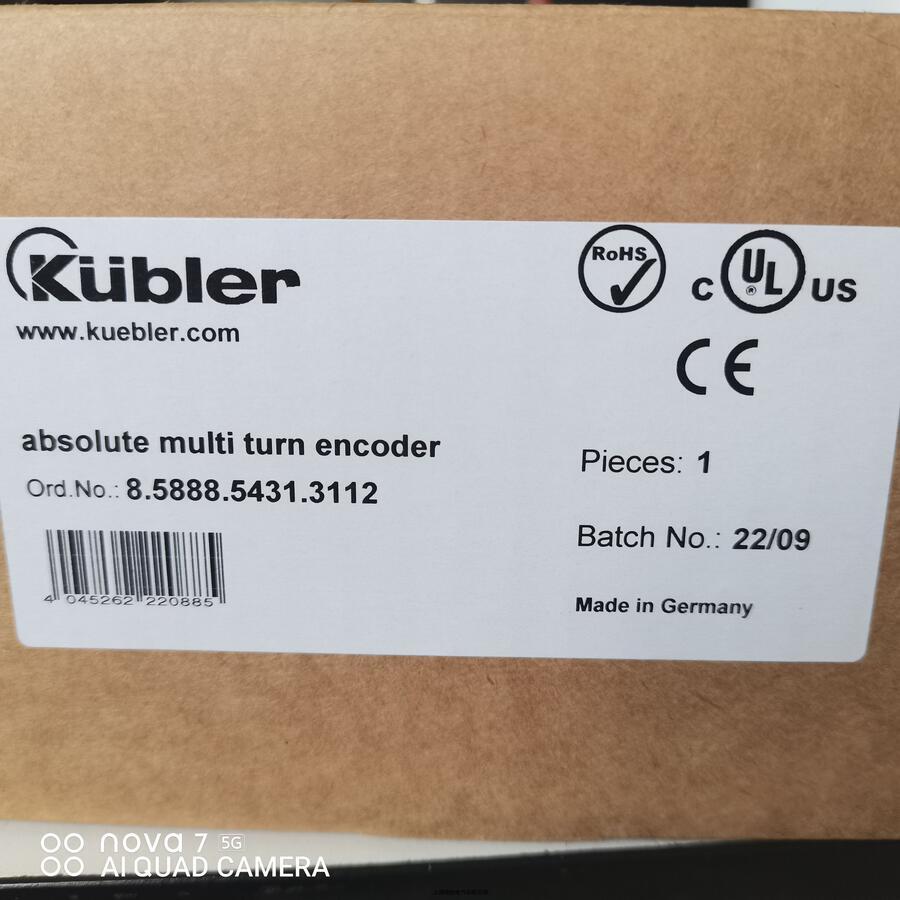 Kübler
www.kuebler.com
RoHS
C UL US
®
CE
absolute multi turn encoder
Ord.No.: 8.5888.5431.3112
4 045262 220885
Pieces: 1
Batch No.: 22/09
Made in Germany
nova 7 5G
AI QUAD CAMERA